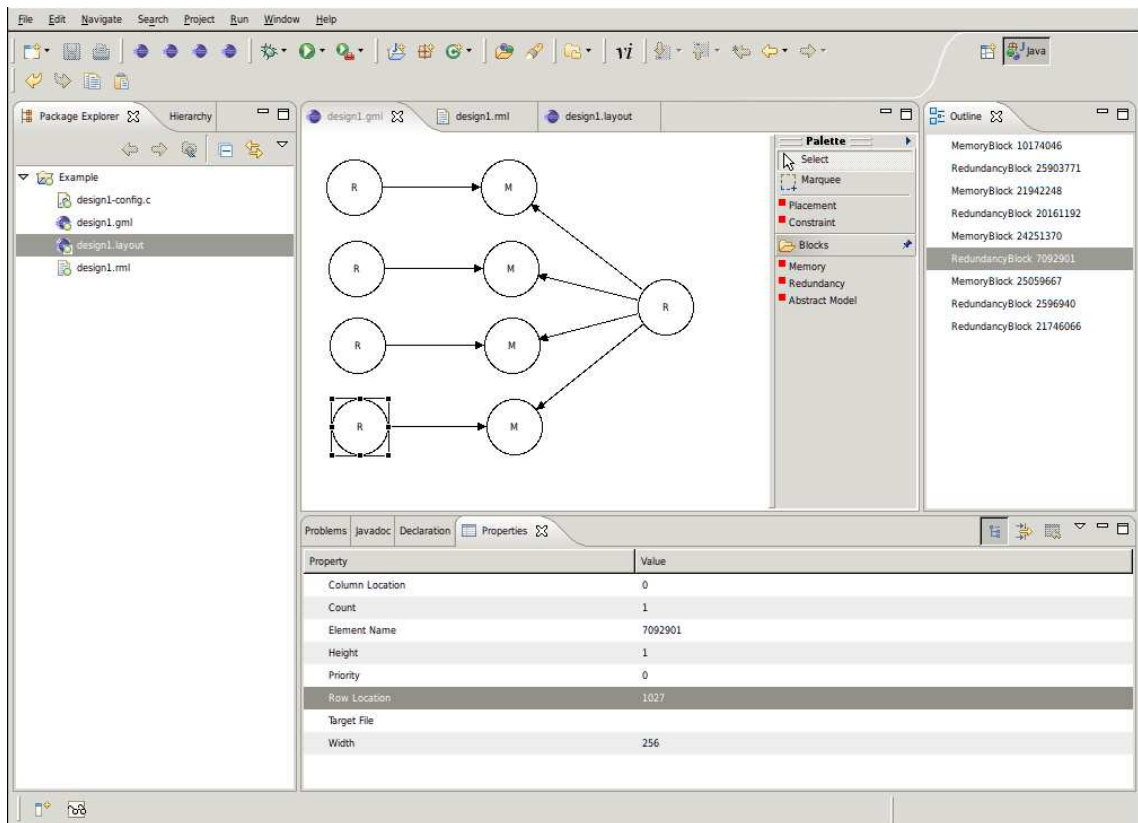 File Edit Navigate Search Project Run Window Help
vi
Java
Package Explorer
Hierarchy
Example
design1-config.c
design1.gml
design1.layout
design1.rml
design1.gml
design1.rml
design1.layout
R M
R M
R
R M
R M
Palette
Select
Marquee
Placement
Constraint
Blocks
Memory
Redundancy
Abstract Model
Outline
MemoryBlock 10174046
RedundancyBlock 25903771
MemoryBlock 21942248
RedundancyBlock 20161192
MemoryBlock 24251370
RedundancyBlock 7092901
MemoryBlock 25059667
RedundancyBlock 2596940
RedundancyBlock 21746066
Problems Javadoc Declaration Properties
Property Value
Column Location 0
Count 1
Element Name 7092901
Height 1
Priority 0
Row Location 1027
Target File
Width 256